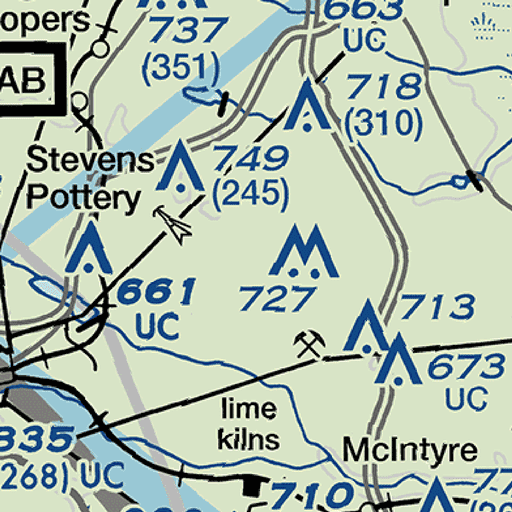 opers
737
(351)
663
UC
AB
718
(310)
Stevens
Pottery
749
(245)
661
UC
727
713
673
UC
lime
kilns
335
(268) UC
McIntyre
710